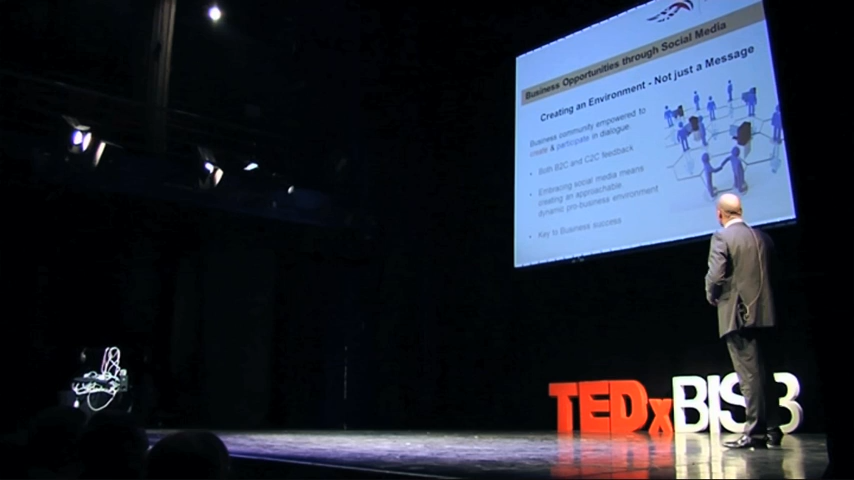 Business Opportunities through Social Media
Creating an Environment - Not just a Message
Business community empowered to
create & participate in dialogue.
• Both B2C and C2C feedback
• Embracing social media means
creating an approachable,
dynamic pro-business environment
• Key to Business success
TEDxBIS 3